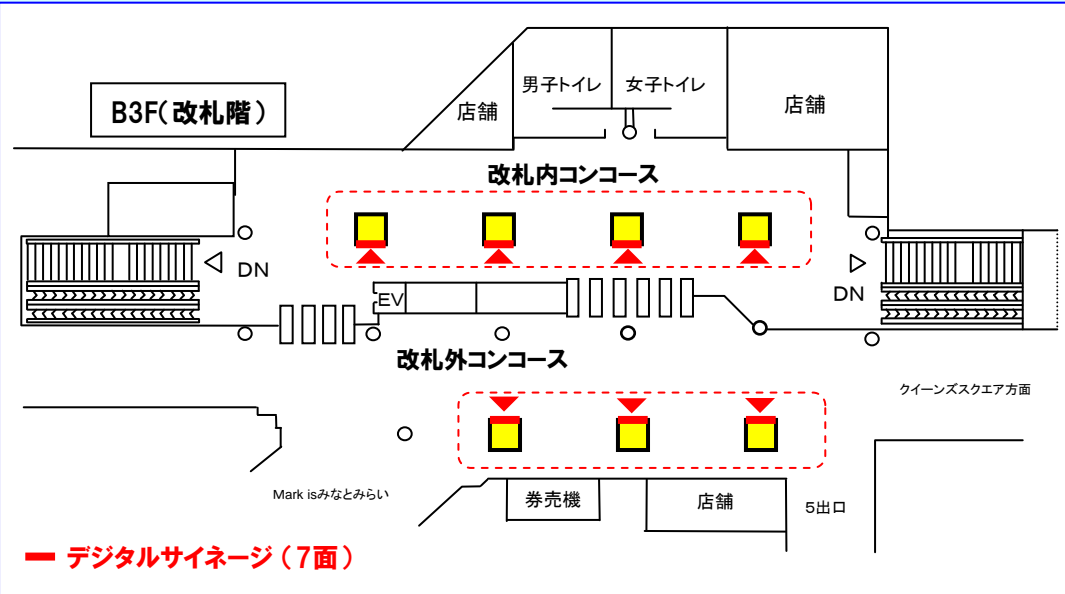 B3F(改札階)
店舗
男子トイレ
女子トイレ
店舗
改札内コンコース
DN
DN
EV
改札外コンコース
クイーンズスクエア方面
Mark isみなとみらい
券売機
店舗
5出口
デジタルサイネージ(7面)